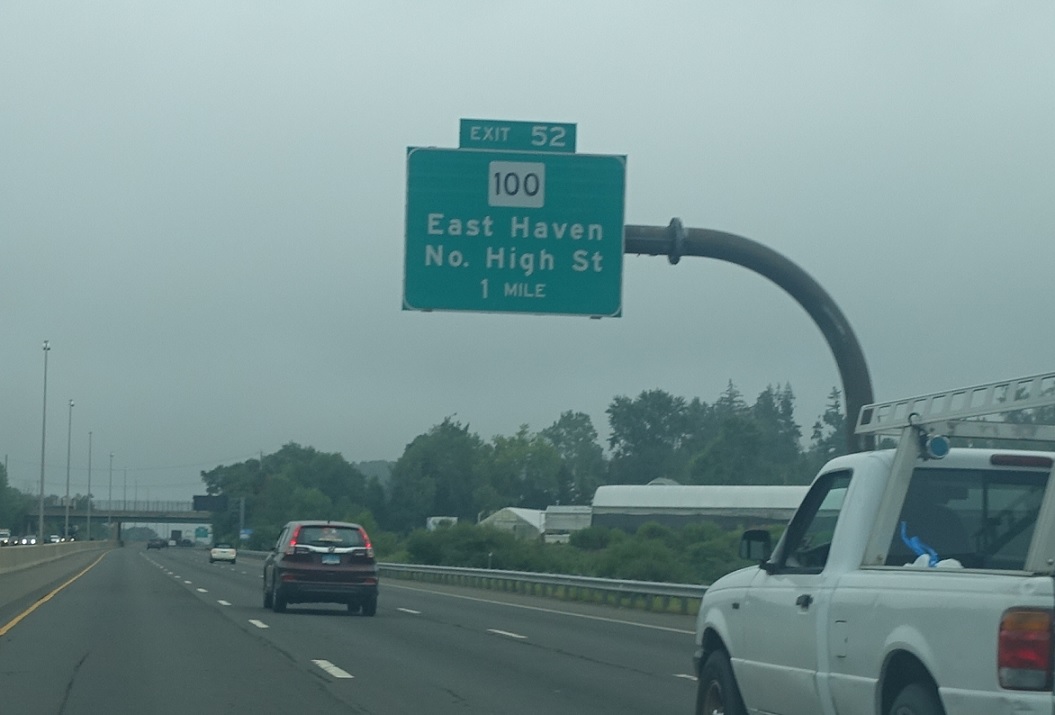 EXIT 52
100
East Haven
No. High St
1 MILE